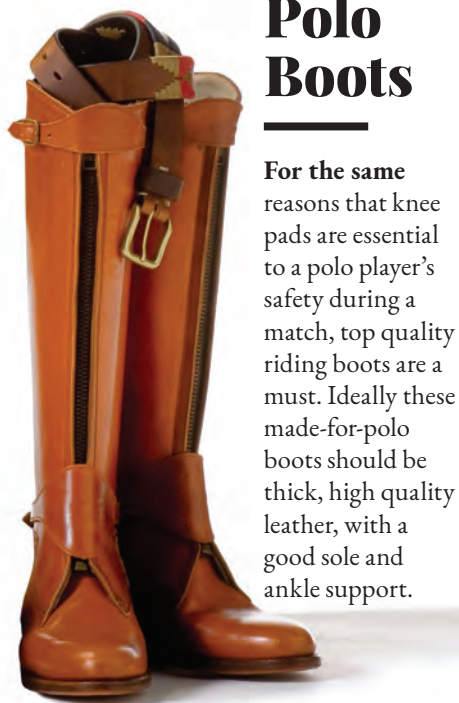 Polo
Boots
For the same
reasons that knee
pads are essential
to a polo player’s
safety during a
match, top quality
riding boots are a
must. Ideally these
made-for-polo
boots should be
thick, high quality
leather, with a
good sole and
ankle support.